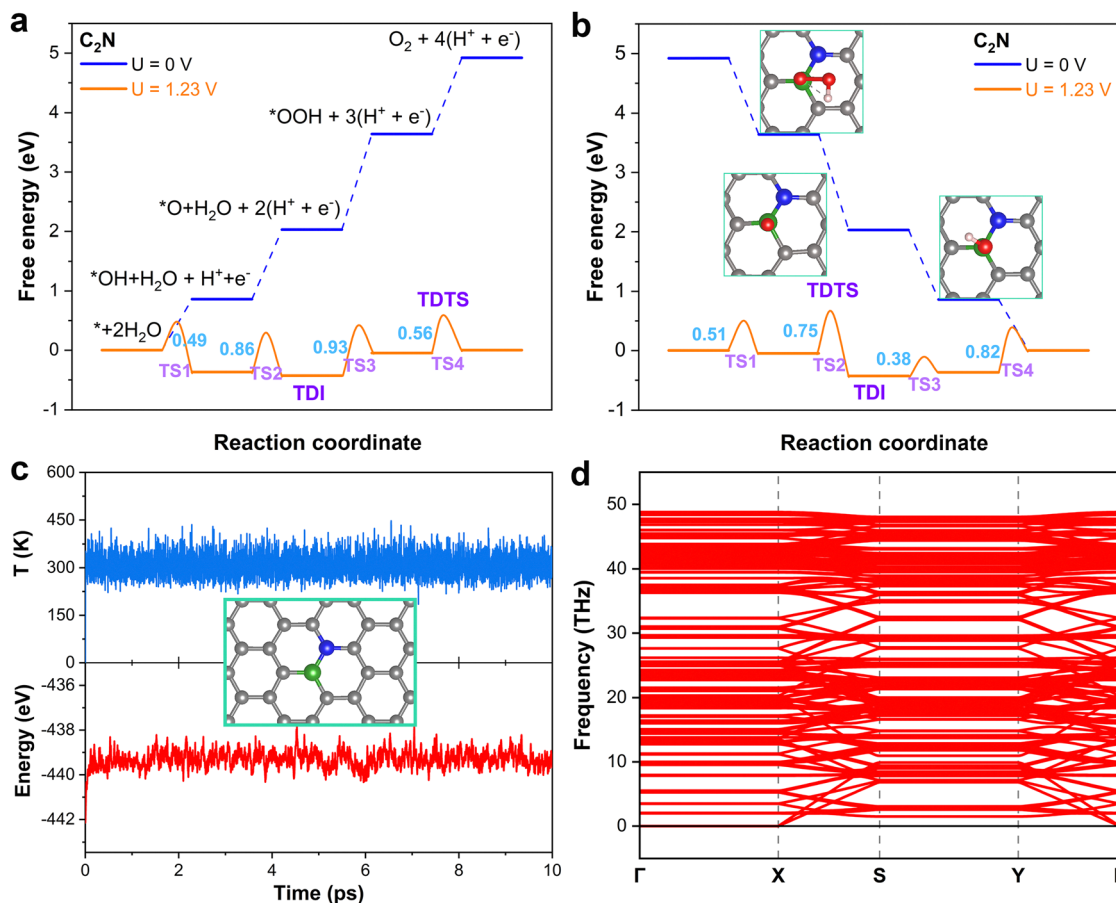 a
C₂N
U = 0 V
U = 1.23 V
O₂ + 4(H⁺ + e⁻)
*OOH + 3(H⁺ + e⁻)
*O+H₂O + 2(H⁺ + e⁻)
*OH+H₂O + H⁺+e⁻
*+2H₂O
0.49
0.86
0.93
0.56
TS1
TS2
TS3
TS4
TDTS
TDI
5
4
3
2
1
0
-1
Free energy (eV)
Reaction coordinate
b
C₂N
U = 0 V
U = 1.23 V
0.51
0.75
0.38
0.82
TS1
TS2
TS3
TS4
TDTS
TDI
5
4
3
2
1
0
-1
Free energy (eV)
Reaction coordinate
c
600
450
300
150
0
T (K)
-436
-438
-440
-442
Energy (eV)
0
2
4
6
8
10
Time (ps)
d
50
40
30
20
10
0
Frequency (THz)
Γ
X
S
Y